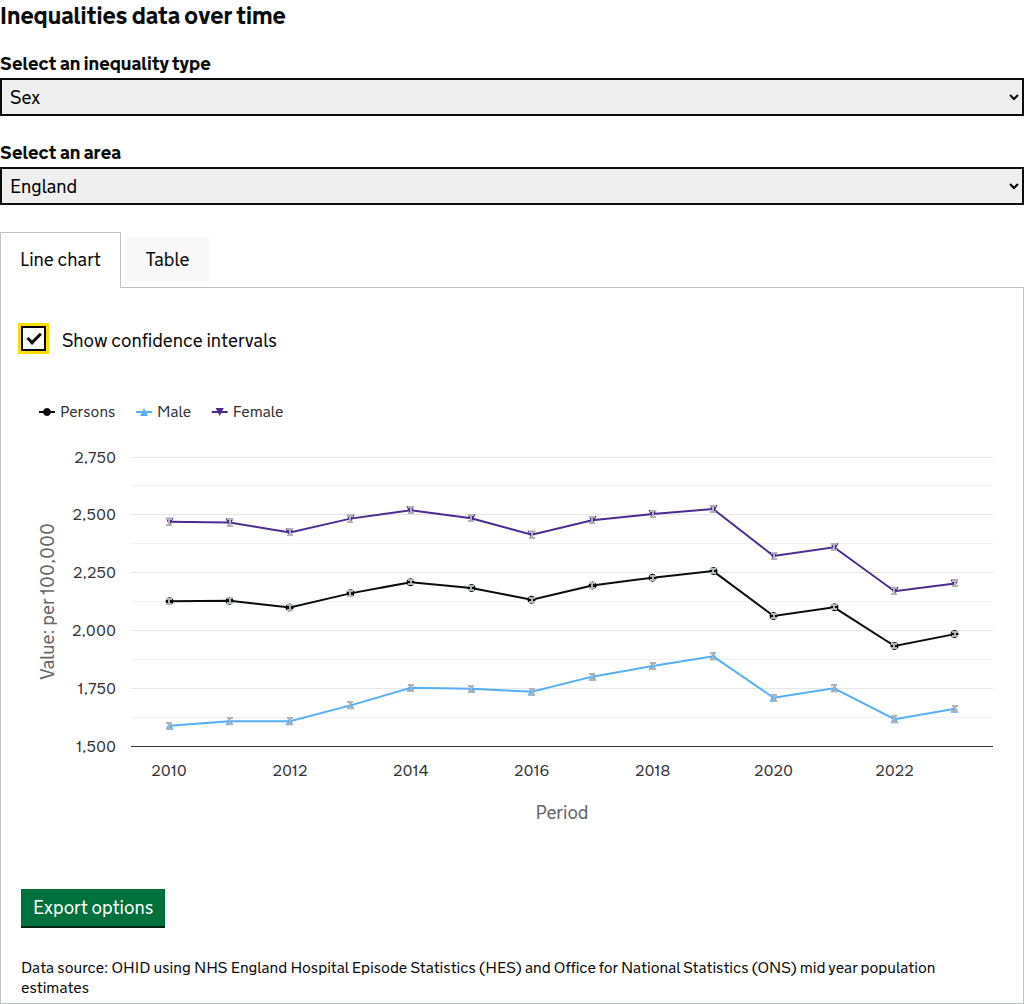 Inequalities data over time
Select an inequality type
Sex
Select an area
England
Line chart
Table
Show confidence intervals
Persons
Male
Female
Value: per 100,000
2,750
2,500
2,250
2,000
1,750
1,500
2010
2012
2014
2016
2018
2020
2022
Period
Export options
Data source: OHID using NHS England Hospital Episode Statistics (HES) and Office for National Statistics (ONS) mid year population
estimates